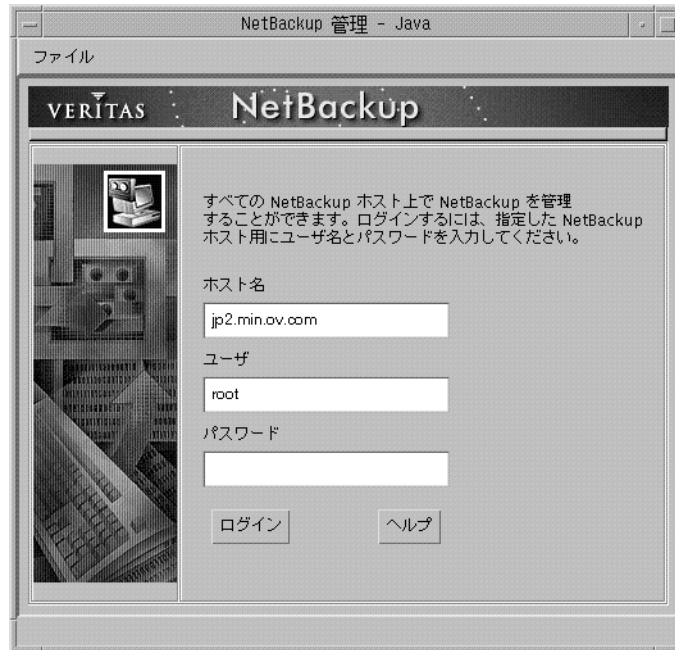 NetBackup 管理 - Java
ファイル
VERITAS NetBackup
すべての NetBackup ホスト上で NetBackup を管理
することができます。ログインするには、指定した NetBackup
ホスト用にユーザ名とパスワードを入力してください。
ホスト名
jp2.min.ov.com
ユーザ
root
パスワード
ログイン ヘルプ